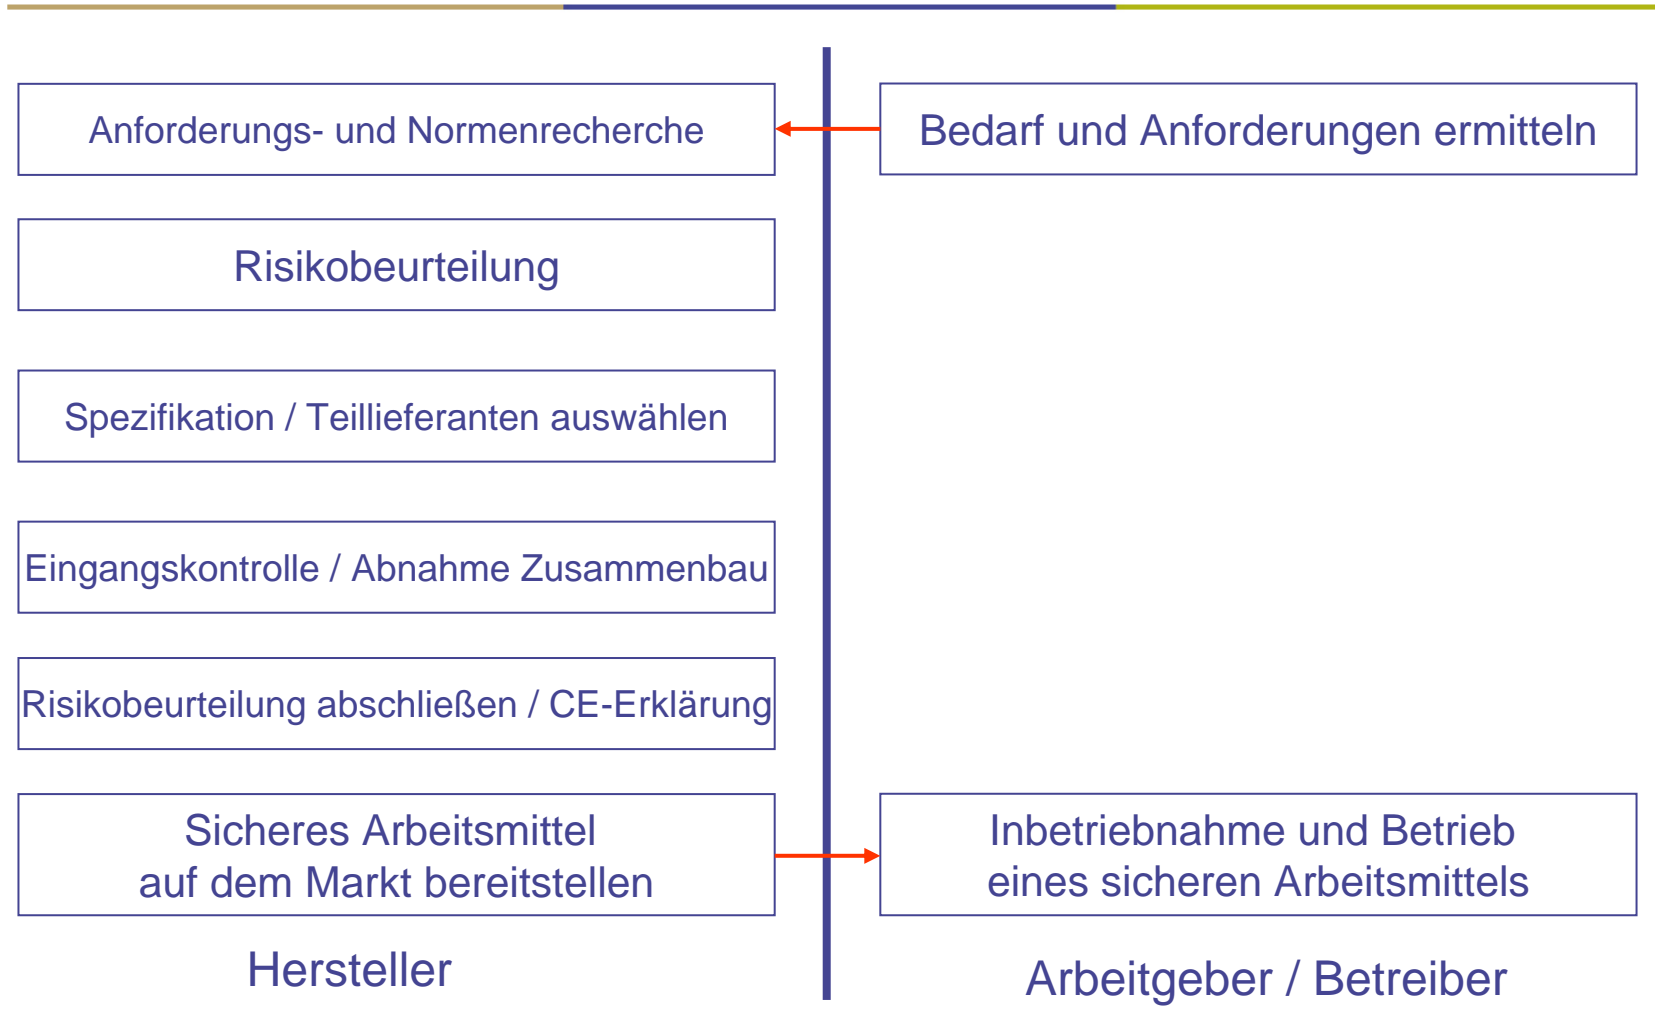 Anforderungs- und Normenrecherche
Bedarf und Anforderungen ermitteln
Risikobeurteilung
Spezifikation / Teillieferanten auswählen
Eingangskontrolle / Abnahme Zusammenbau
Risikobeurteilung abschließen / CE-Erklärung
Sicheres Arbeitsmittel
auf dem Markt bereitstellen
Inbetriebnahme und Betrieb
eines sicheren Arbeitsmittels
Hersteller
Arbeitgeber / Betreiber